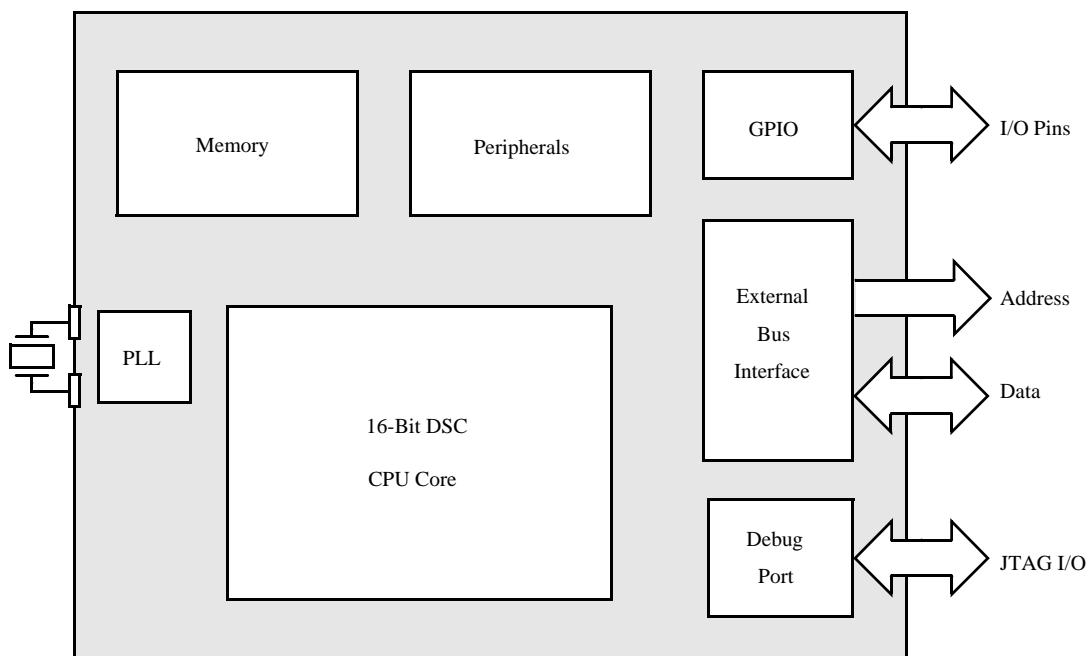 Memory
Peripherals
GPIO
I/O Pins
External
Bus
Interface
Address
Data
PLL
16-Bit DSC
CPU Core
Debug
Port
JTAG I/O